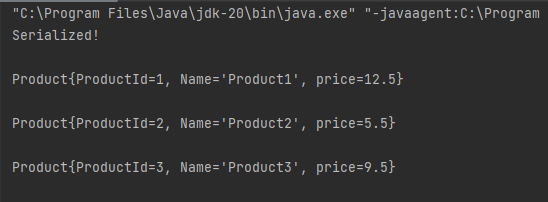 "C:\Program Files\Java\jdk-20\bin\java.exe" "-javaagent:C:\Program
Serialized!
Product{ProductId=1, Name='Product1', price=12.5}
Product{ProductId=2, Name='Product2', price=5.5}
Product{ProductId=3, Name='Product3', price=9.5}